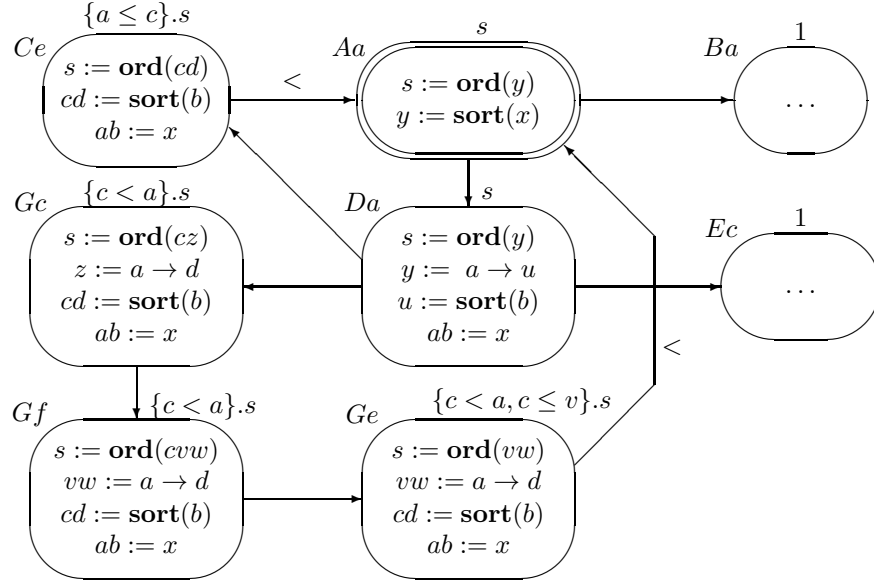 {a ≤ c}.s
Ce
s := ord(cd)
cd := sort(b)
ab := x
<
s
Aa
s := ord(y)
y := sort(x)
1
Ba
...
{c < a}.s
Gc
s := ord(cz)
z := a → d
cd := sort(b)
ab := x
s
Da
s := ord(y)
y := a → u
u := sort(b)
ab := x
1
Ec
...
<
{c < a}.s
Gf
s := ord(cvw)
vw := a → d
cd := sort(b)
ab := x
{c < a, c ≤ v}.s
Ge
s := ord(vw)
vw := a → d
cd := sort(b)
ab := x